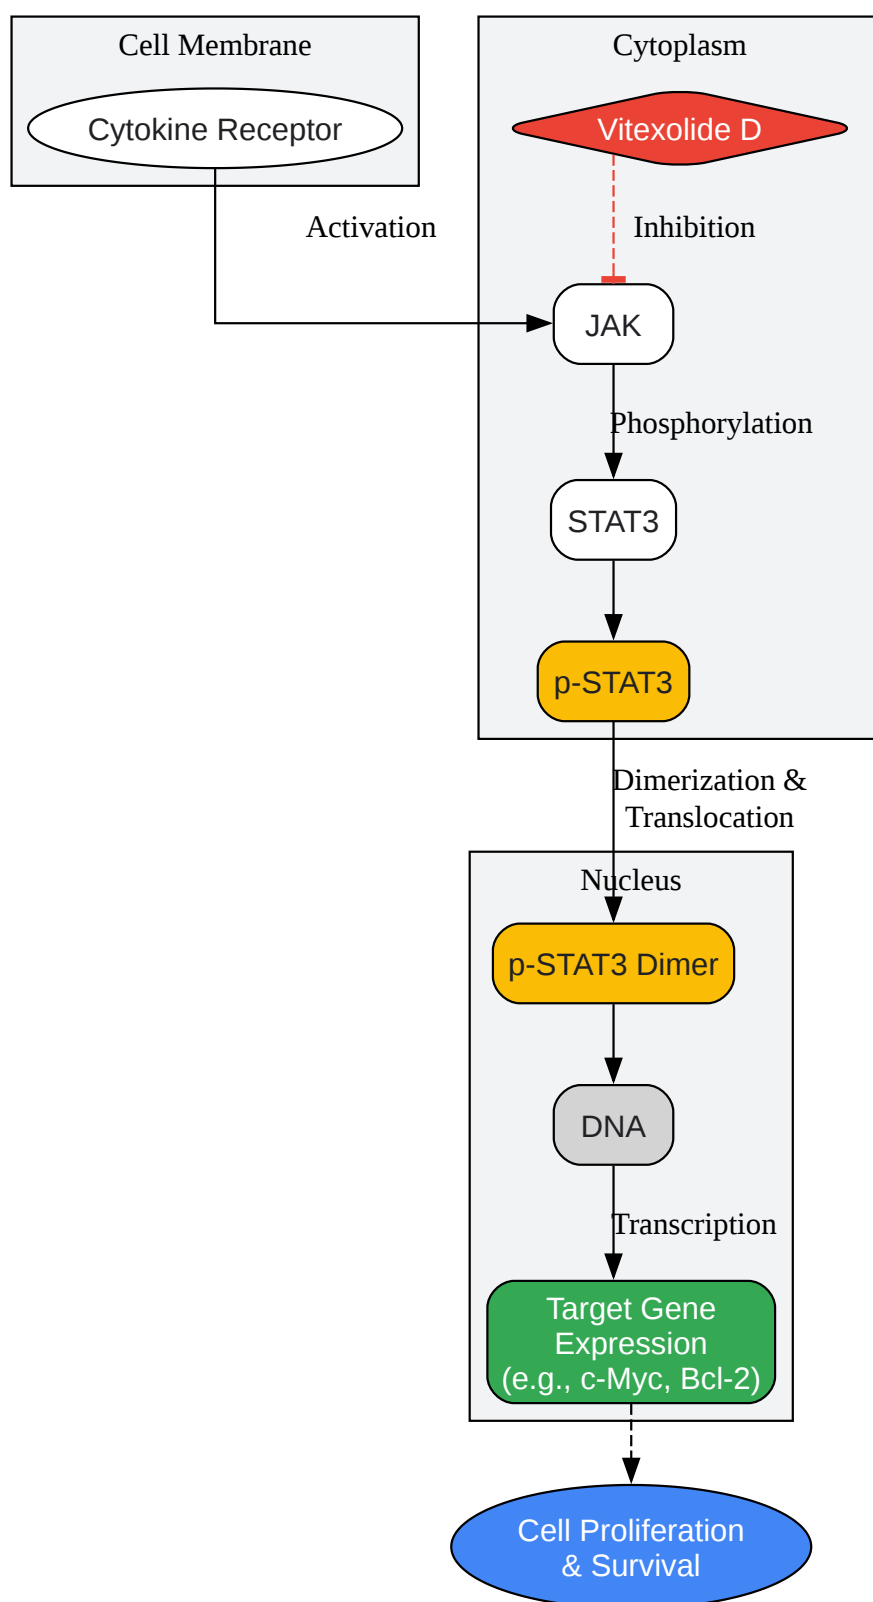 Cell Membrane
Cytokine Receptor
Cytoplasm
Vitexolide D
Activation
Inhibition
JAK
Phosphorylation
STAT3
p-STAT3
Dimerization &
Translocation
Nucleus
p-STAT3 Dimer
DNA
Transcription
Target Gene
Expression
(e.g., c-Myc, Bcl-2)
Cell Proliferation
& Survival